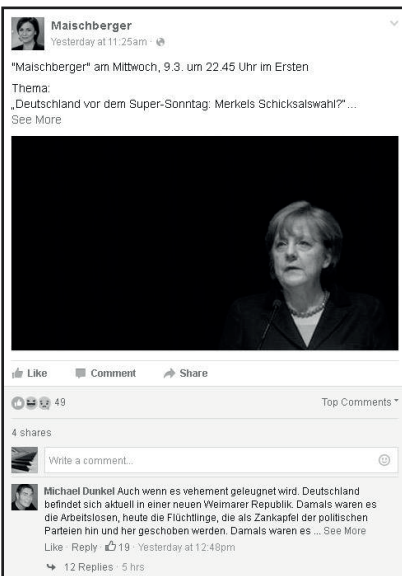 Maischberger
Yesterday at 11:25am ·
"Maischberger" am Mittwoch, 9.3. um 22.45 Uhr im Ersten
Thema:
„Deutschland vor dem Super-Sonntag: Merkels Schicksalswahl?"...
See More
Like Comment Share
49 Top Comments
4 shares
Write a comment...
Michael Dunkel Auch wenn es vehement geleugnet wird. Deutschland
befindet sich aktuell in einer neuen Weimarer Republik. Damals waren es
die Arbeitslosen, heute die Flüchtlinge, die als Zankapfel der politischen
Parteien hin und her geschoben werden. Damals waren es ... See More
Like · Reply · 19 · Yesterday at 12:48pm
12 Replies · 5 hrs